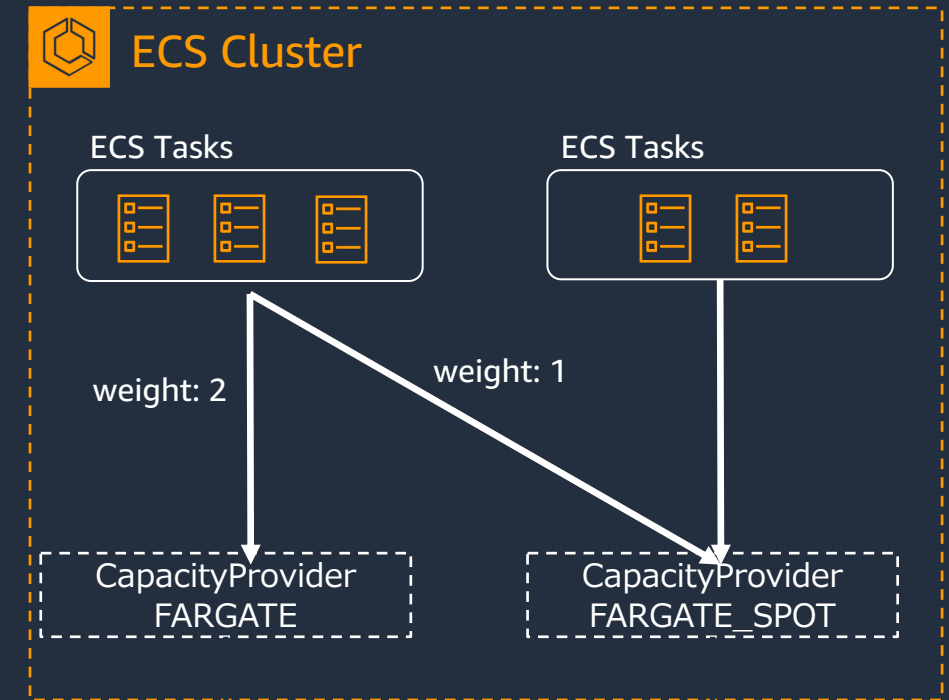 ECS Cluster
ECS Tasks
ECS Tasks
weight: 2
weight: 1
CapacityProvider
FARGATE
CapacityProvider
FARGATE_SPOT